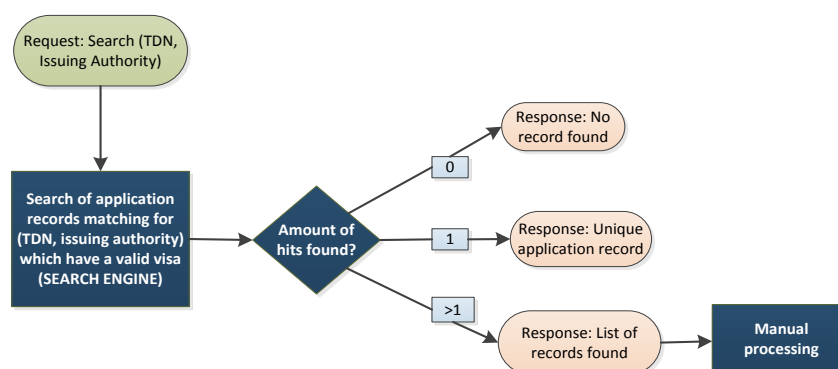 Request: Search (TDN,
Issuing Authority)
Search of application
records matching for
(TDN, issuing authority)
which have a valid visa
(SEARCH ENGINE)
Amount of
hits found?
0
Response: No
record found
1
Response: Unique
application record
>1
Response: List of
records found
Manual
processing